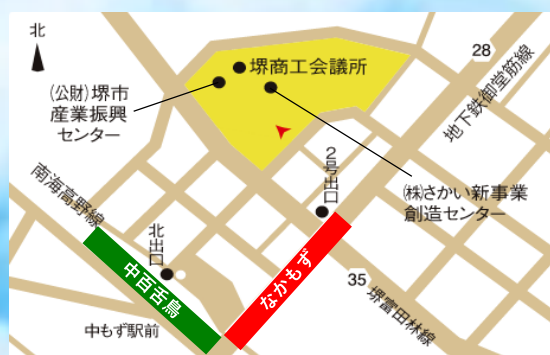 北
28
堺商工会議所
(公財)堺市
産業振興
センター
地下鉄御堂筋線
2号出口
㈱さかい新事業
創造センター
南海高野線
北出口
中百舌鳥
なかもず
35
堺富田林線
中もず駅前